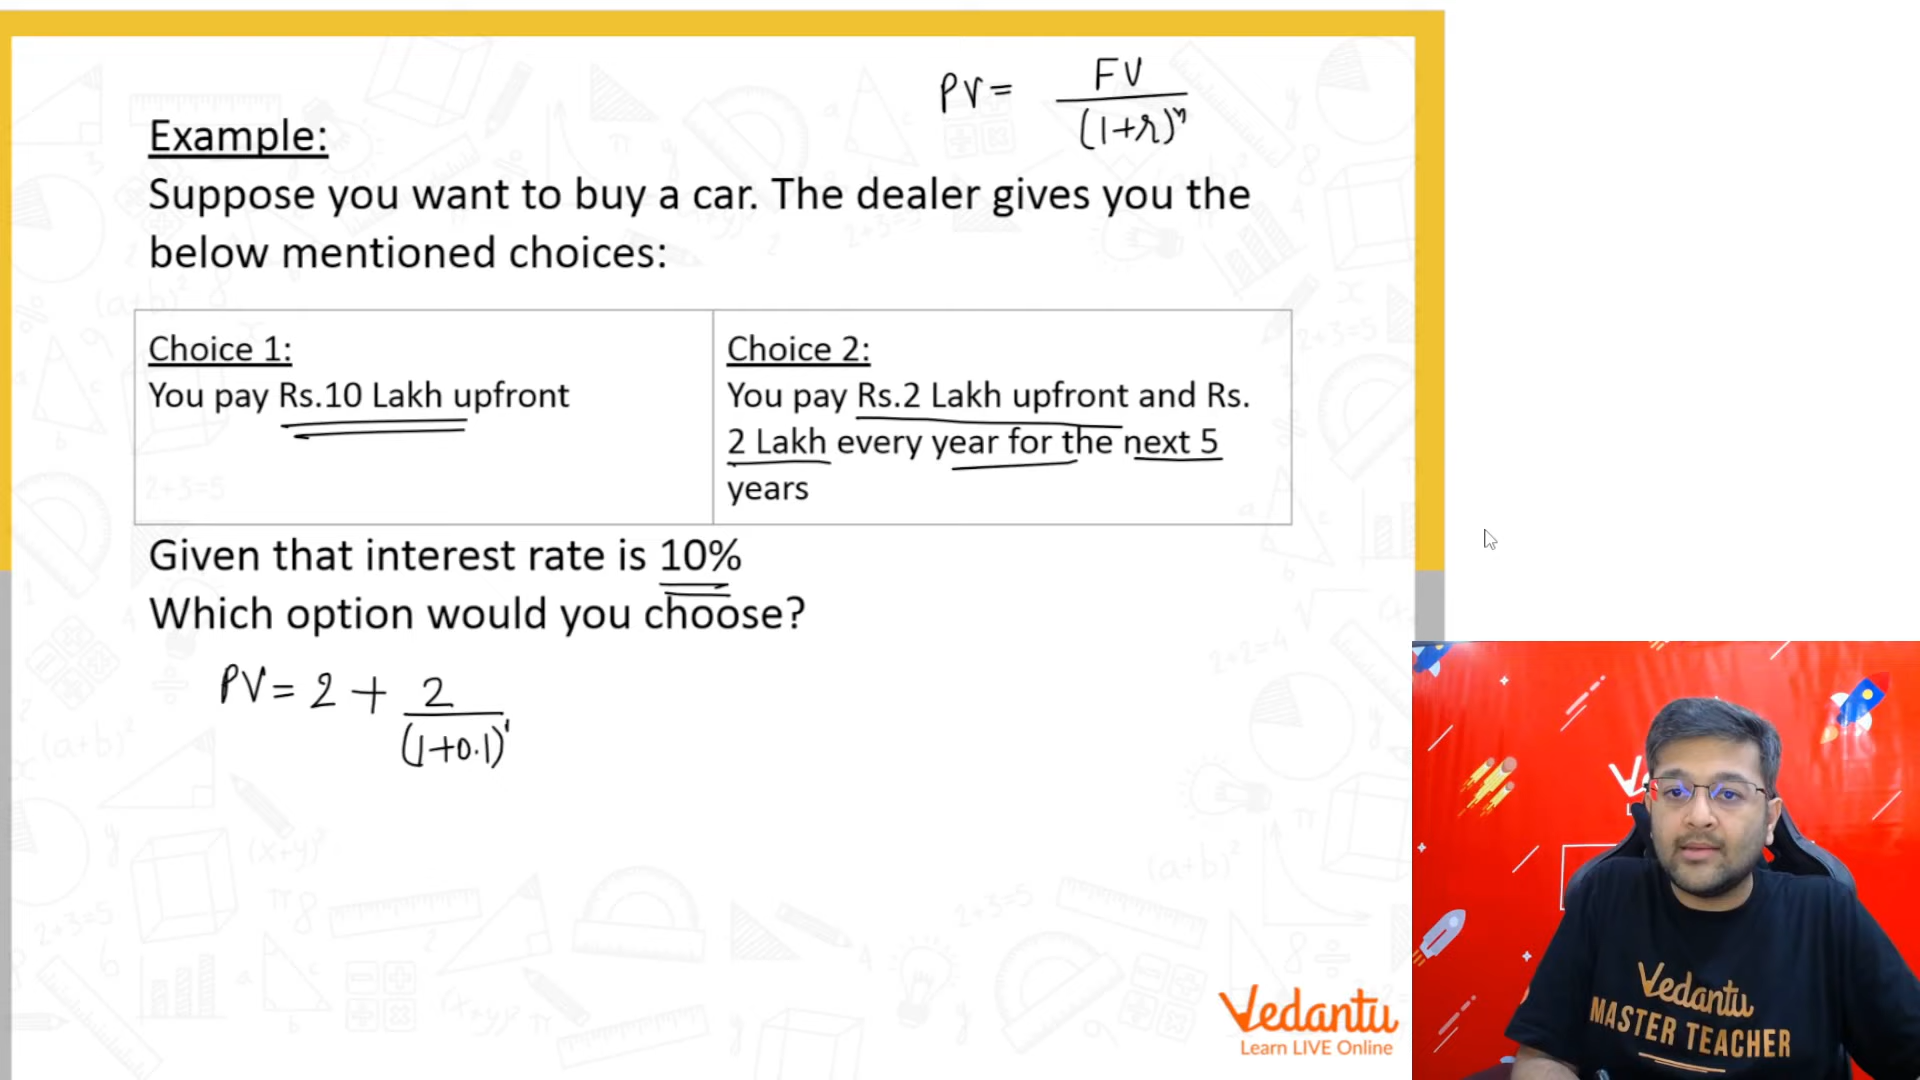 PV = FV / (1+r)^n
Example:
Suppose you want to buy a car. The dealer gives you the
below mentioned choices:
Choice 1:
You pay Rs.10 Lakh upfront
Choice 2:
You pay Rs.2 Lakh upfront and Rs.
2 Lakh every year for the next 5
years
Given that interest rate is 10%
Which option would you choose?
PV = 2 + 2 / (1+0.1)^1
Vedantu
Learn LIVE Online
Vedantu
MASTER TEACHER